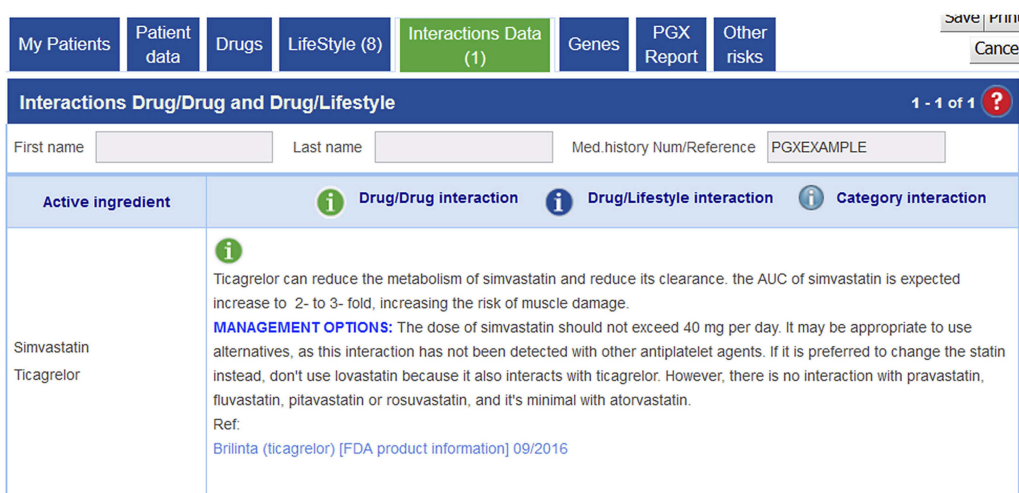 Save Print
My Patients
Patient
data
Drugs
LifeStyle (8)
Interactions Data
(1)
Genes
PGX
Report
Other
risks
Cance
Interactions Drug/Drug and Drug/Lifestyle
1 - 1 of 1 ?
First name
Last name
Med.history Num/Reference PGXEXAMPLE
Active ingredient
Drug/Drug interaction
Drug/Lifestyle interaction
Category interaction
Ticagrelor can reduce the metabolism of simvastatin and reduce its clearance. the AUC of simvastatin is expected
increase to 2- to 3- fold, increasing the risk of muscle damage.
MANAGEMENT OPTIONS: The dose of simvastatin should not exceed 40 mg per day. It may be appropriate to use
Simvastatin
alternatives, as this interaction has not been detected with other antiplatelet agents. If it is preferred to change the statin
Ticagrelor
instead, don't use lovastatin because it also interacts with ticagrelor. However, there is no interaction with pravastatin,
fluvastatin, pitavastatin or rosuvastatin, and it's minimal with atorvastatin.
Ref:
Brilinta (ticagrelor) [FDA product information] 09/2016